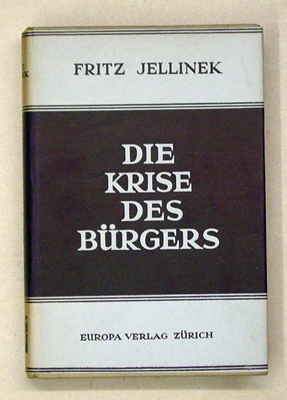 FRITZ JELLINEK
DIE
KRISE
DES
BÜRGERS
EUROPA VERLAG ZÜRICH